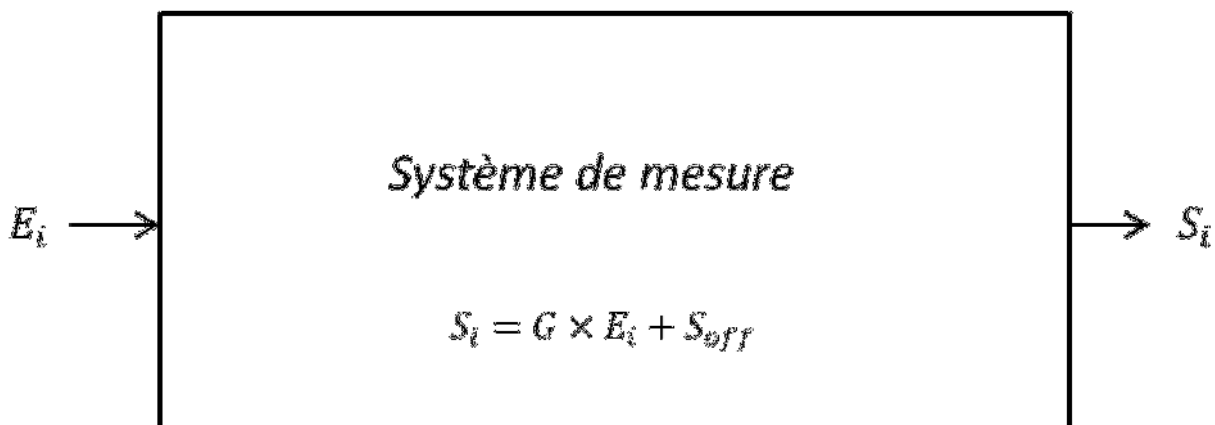 Système de mesure
E_i S_i
S_i = G × E_i + S_off